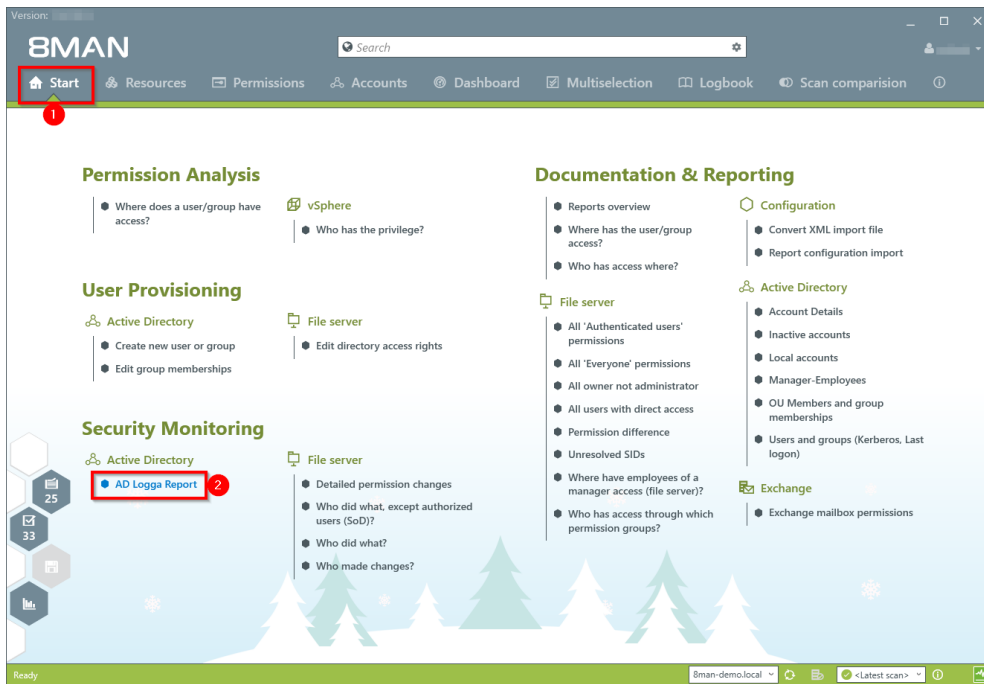 Version:
8MAN
Search
Start
Resources
Permissions
Accounts
Dashboard
Multiselection
Logbook
Scan comparision
1
Permission Analysis
Where does a user/group have
access?
vSphere
Who has the privilege?
User Provisioning
Active Directory
Create new user or group
Edit group memberships
File server
Edit directory access rights
Security Monitoring
Active Directory
AD Logga Report
2
File server
Detailed permission changes
Who did what, except authorized
users (SoD)?
Who did what?
Who made changes?
Documentation & Reporting
Reports overview
Where has the user/group
access?
Who has access where?
File server
All 'Authenticated users'
permissions
All 'Everyone' permissions
All owner not administrator
All users with direct access
Permission difference
Unresolved SIDs
Where have employees of a
manager access (file server)?
Who has access through which
permission groups?
Configuration
Convert XML import file
Report configuration import
Active Directory
Account Details
Inactive accounts
Local accounts
Manager-Employees
OU Members and group
memberships
Users and groups (Kerberos, Last
logon)
Exchange
Exchange mailbox permissions
25
33
Ready
8man-demo.local
<Latest scan>